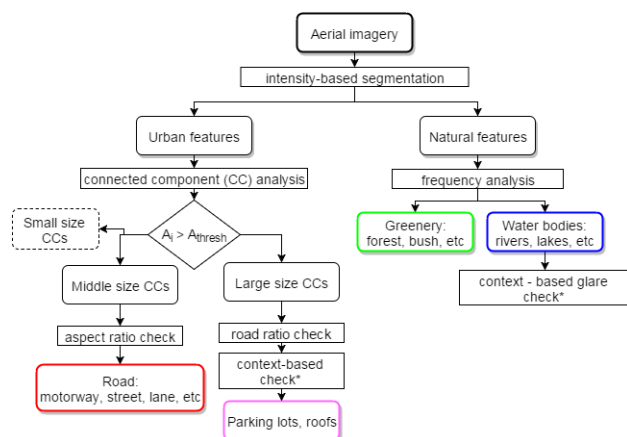 Aerial imagery
intensity-based segmentation
Urban features
Natural features
connected component (CC) analysis
frequency analysis
Small size
CCs
A_i > A_thresh
Greenery:
forest, bush, etc
Water bodies:
rivers, lakes, etc
Middle size CCs
Large size CCs
context - based glare
check*
aspect ratio check
road ratio check
Road:
motorway, street, lane, etc
context-based
check*
Parking lots, roofs